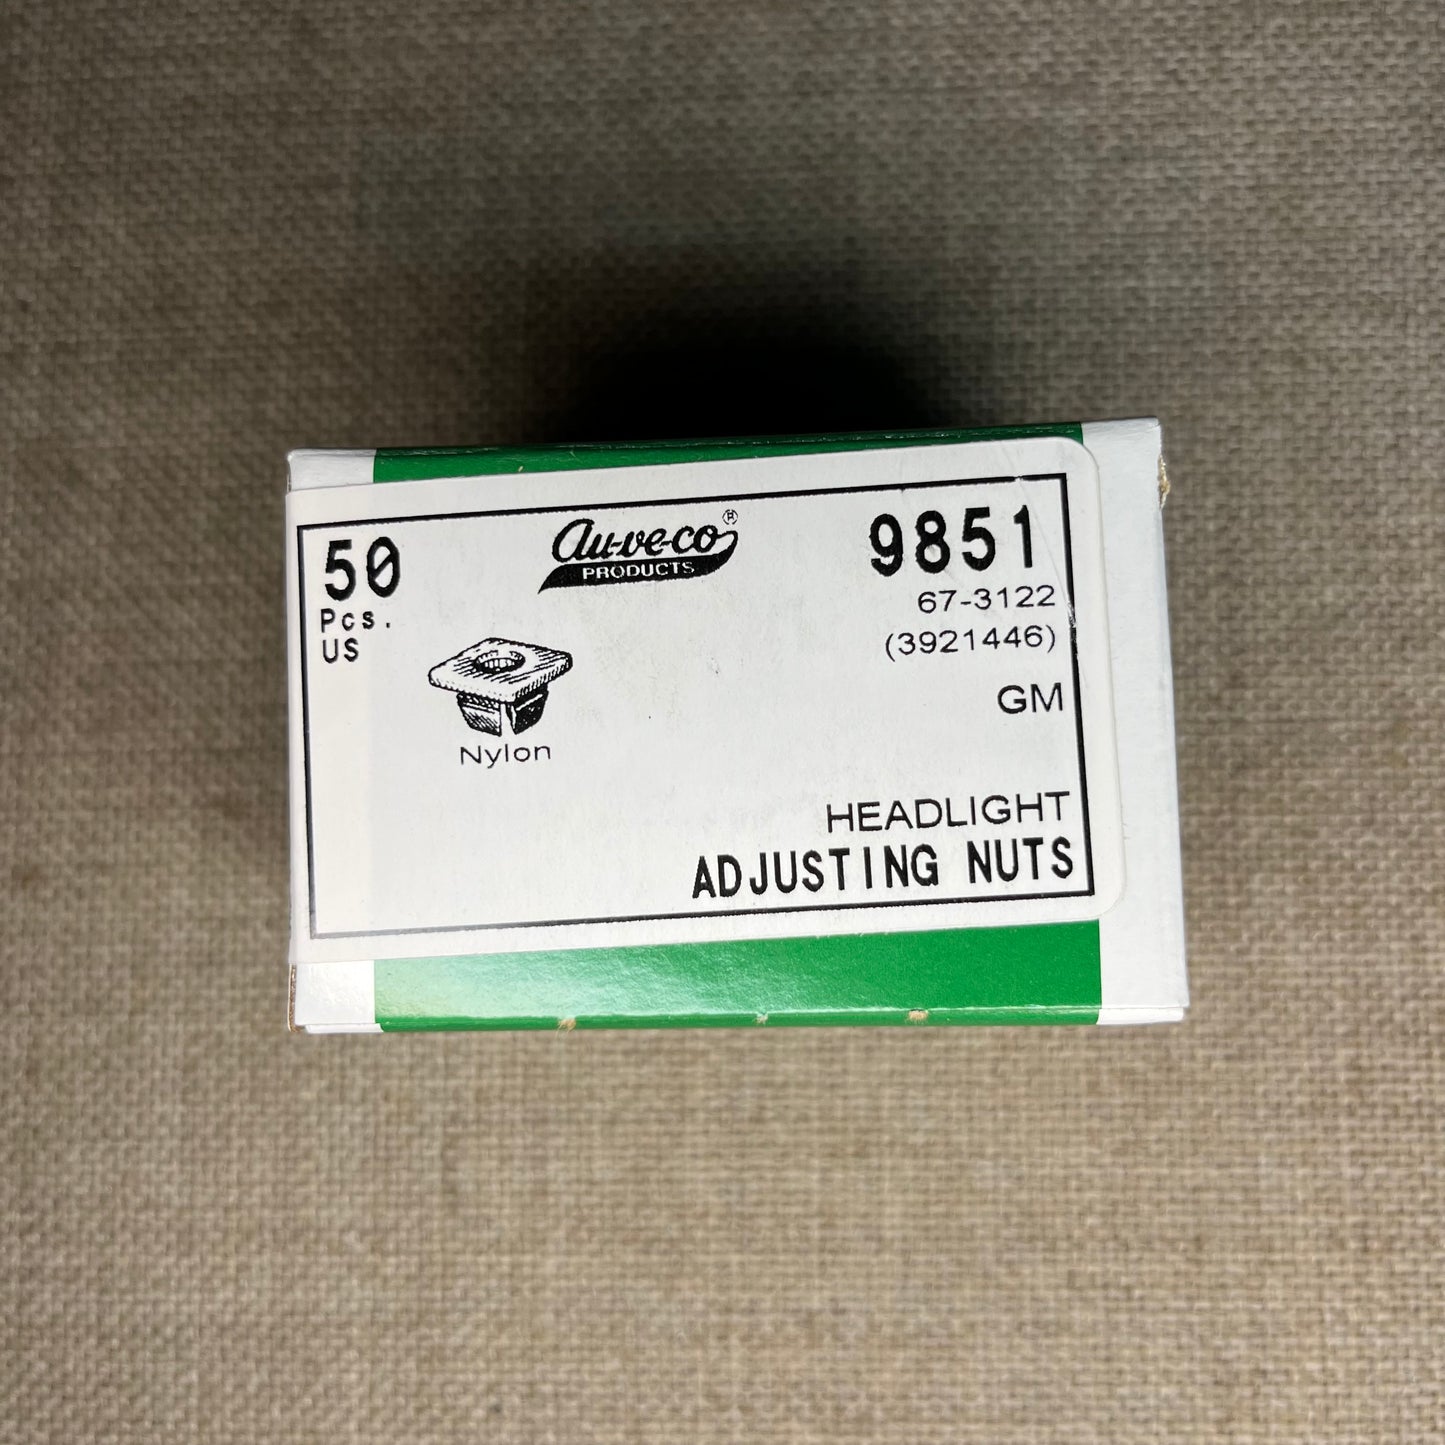 50
Pcs.
US
au-ve-co®
PRODUCTS
9851
67-3122
(3921446)
GM
Nylon
HEADLIGHT
ADJUSTING NUTS